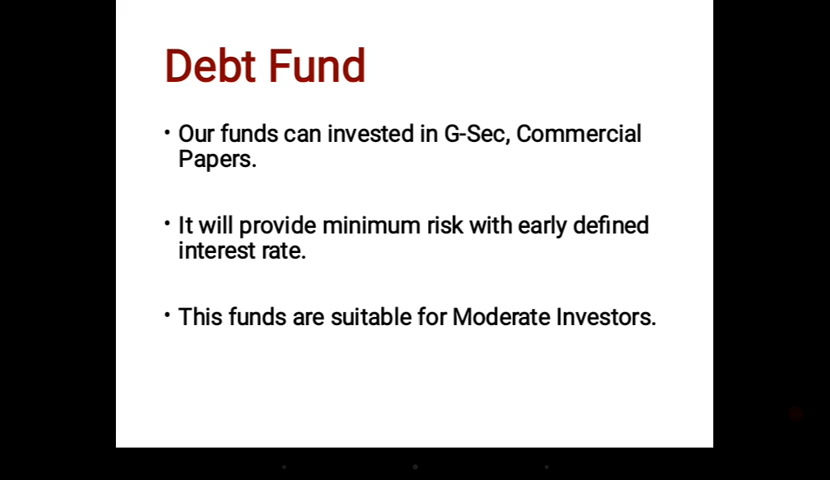 Debt Fund
• Our funds can invested in G-Sec, Commercial
Papers.
• It will provide minimum risk with early defined
interest rate.
• This funds are suitable for Moderate Investors.